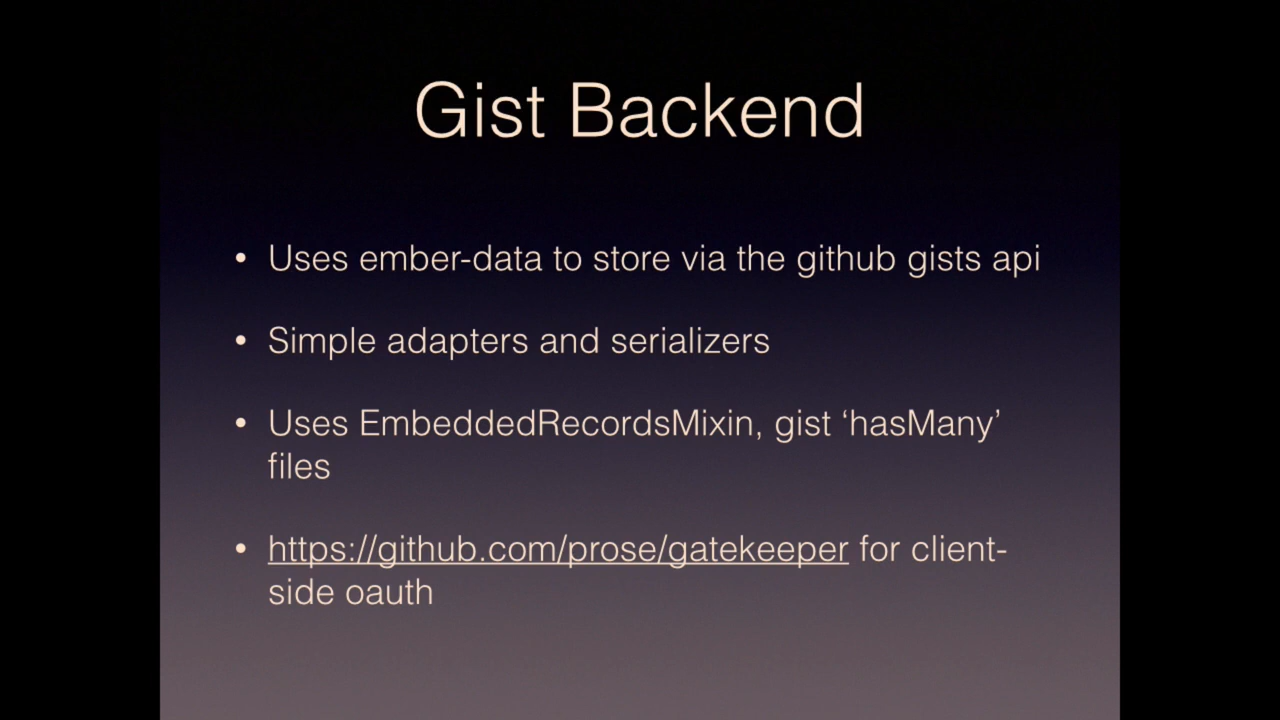 Gist Backend
• Uses ember-data to store via the github gists api
• Simple adapters and serializers
• Uses EmbeddedRecordsMixin, gist ‘hasMany’
files
• https://github.com/prose/gatekeeper for client-
side oauth